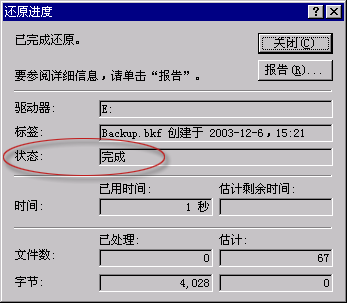 还原进度
已完成还原。
关闭(C)
要参阅详细信息，请单击“报告”。
报告(R)...
驱动器:
E:
标签:
Backup.bkf 创建于 2003-12-6，15:21
状态:
完成
已用时间:
估计剩余时间:
时间:
1 秒
已处理:
估计:
文件数:
0
67
字节:
4,028
0